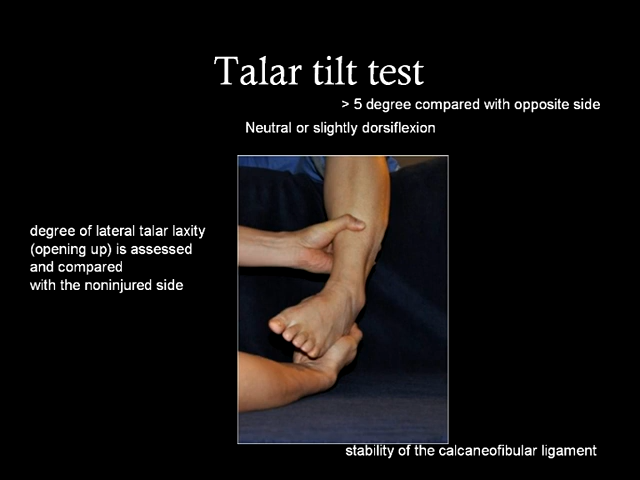 Talar tilt test
> 5 degree compared with opposite side
Neutral or slightly dorsiflexion
degree of lateral talar laxity
(opening up) is assessed
and compared
with the noninjured side
stability of the calcaneofibular ligament